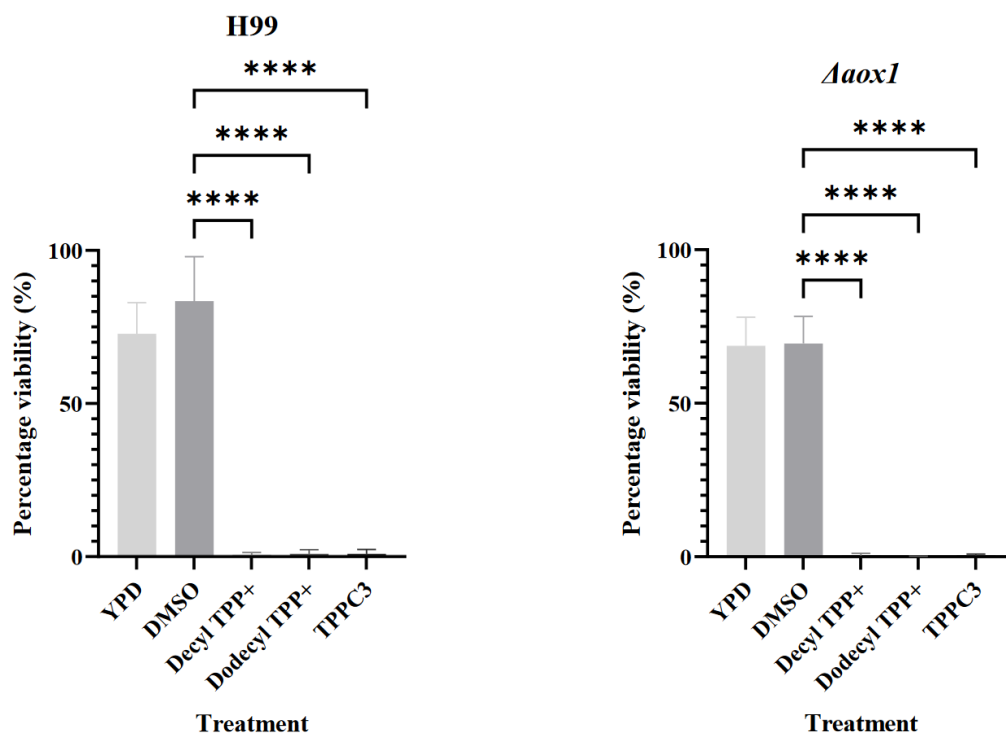 H99
****
****
****
Percentage viability (%)
100
50
0
YPD
DMSO
Decyl TPP+
Dodecyl TPP+
TPPC3
Treatment
Δaox1
****
****
****
Percentage viability (%)
100
50
0
YPD
DMSO
Decyl TPP+
Dodecyl TPP+
TPPC3
Treatment